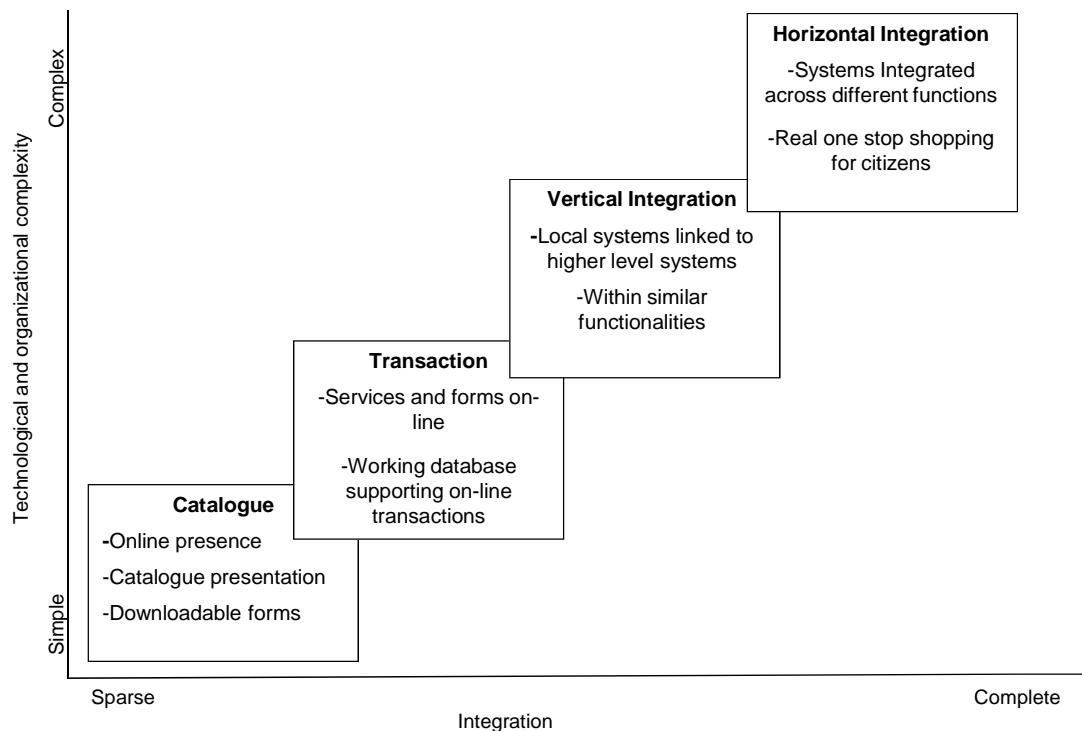 Horizontal Integration
-Systems Integrated
across different functions
-Real one stop shopping
for citizens
Vertical Integration
-Local systems linked to
higher level systems
-Within similar
functionalities
Transaction
-Services and forms on-
line
-Working database
supporting on-line
transactions
Catalogue
-Online presence
-Catalogue presentation
-Downloadable forms
Technological and organizational complexity
Complex
Simple
Sparse
Complete
Integration